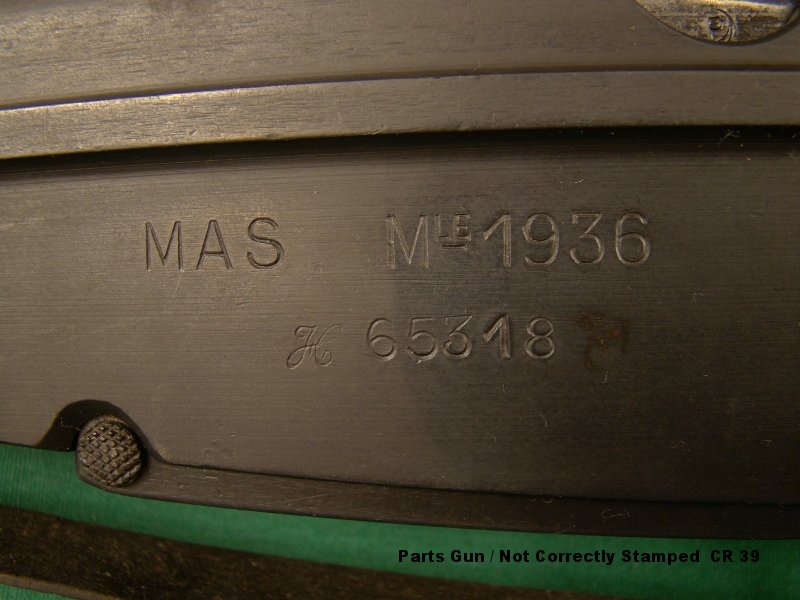 MAS MLE 1936
H 65318
Parts Gun / Not Correctly Stamped CR 39